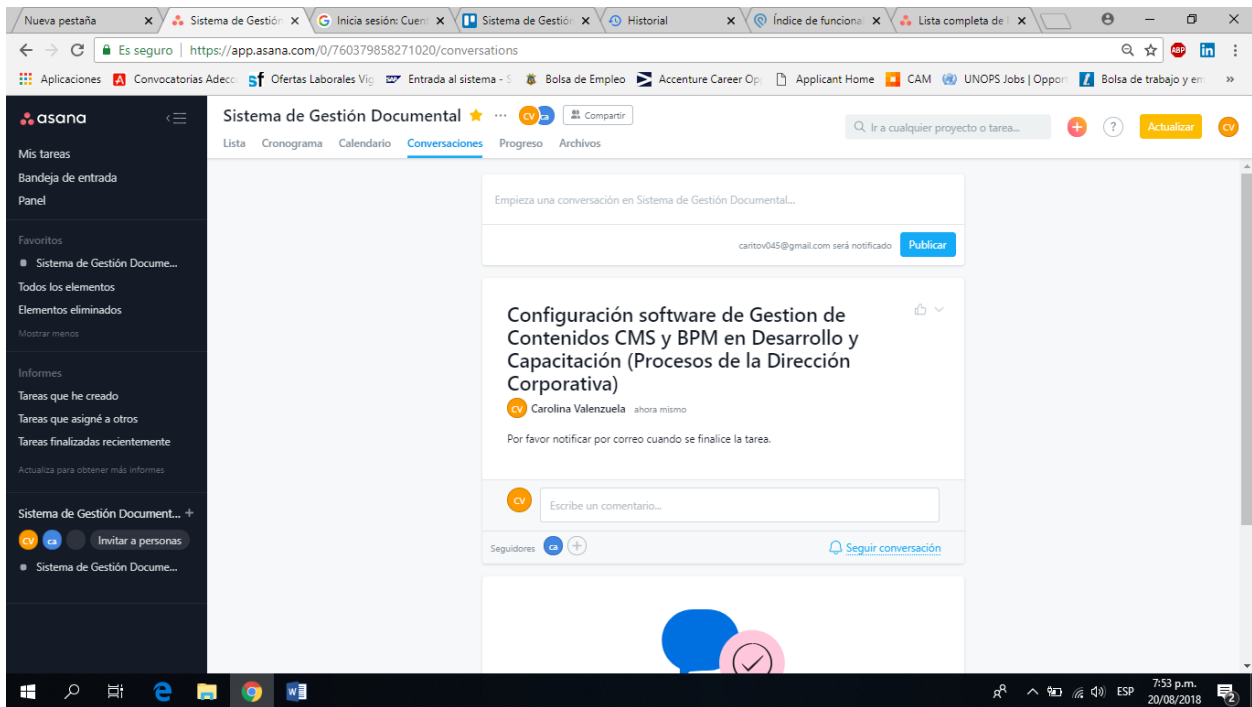 Nueva pestaña
Sistema de Gestión
Inicia sesión: Cuent
Sistema de Gestión
Historial
Índice de funcional
Lista completa de
Es seguro | https://app.asana.com/0/760379858271020/conversations
ABP
in
Aplicaciones
Convocatorias Adecc
Ofertas Laborales Vig
Entrada al sistema - S
Bolsa de Empleo
Accenture Career Op
Applicant Home
CAM
UNOPS Jobs | Opport
Bolsa de trabajo y em
»
asana
Mis tareas
Bandeja de entrada
Panel
Favoritos
Sistema de Gestión Docume...
Todos los elementos
Elementos eliminados
Mostrar menos
Informes
Tareas que he creado
Tareas que asigné a otros
Tareas finalizadas recientemente
Actualiza para obtener más informes
Sistema de Gestión Document... +
CV ca Invitar a personas
Sistema de Gestión Docume...
Sistema de Gestión Documental ... CV ca Compartir
Lista Cronograma Calendario Conversaciones Progreso Archivos
Ir a cualquier proyecto o tarea...
+ ? Actualizar CV
Empieza una conversación en Sistema de Gestión Documental...
caritov045@gmail.com será notificado Publicar
Configuración software de Gestion de
Contenidos CMS y BPM en Desarrollo y
Capacitación (Procesos de la Dirección
Corporativa)
CV Carolina Valenzuela ahora mismo
Por favor notificar por correo cuando se finalice la tarea.
CV Escribe un comentario...
Seguidores ca + Seguir conversación
ESP
7:53 p.m.
20/08/2018
2